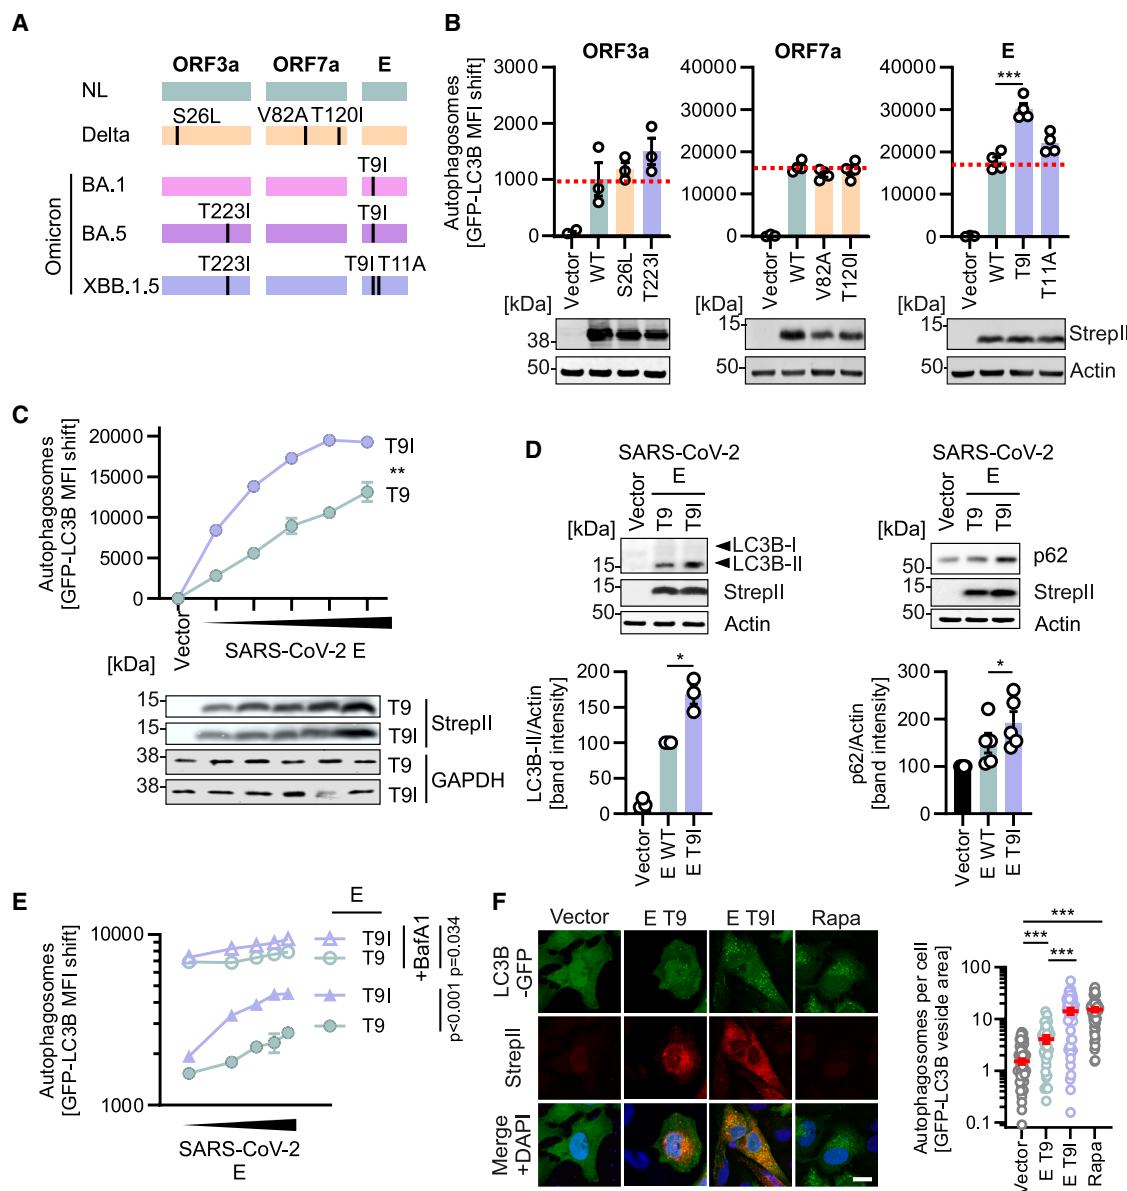 A
ORF3a ORF7a E
NL
S26L V82A T120I
Delta
T9I
BA.1
T223I T9I
BA.5
T223I T9I T11A
XBB.1.5
Omicron
B
ORF3a ORF7a E
Autophagosomes
[GFP-LC3B MFI shift]
3000
2000
1000
0
40000
30000
20000
10000
0
40000
30000
20000
10000
0
***
Vector WT S26L T223I
Vector WT V82A T120I
Vector WT T9I T11A
[kDa]
38
50
15
50
15
50
StrepII
Actin
C
Autophagosomes
[GFP-LC3B MFI shift]
20000
15000
10000
5000
0
T9I
**
T9
Vector
SARS-CoV-2 E
[kDa]
15 T9
15 T9I
StrepII
38 T9
38 T9I
GAPDH
D
SARS-CoV-2
E
Vector T9 T9I
[kDa]
LC3B-I
LC3B-II
15
15 StrepII
50
Actin
LC3B-II/Actin
[band intensity]
200
150
100
50
0
*
Vector E WT E T9I
SARS-CoV-2
E
Vector T9 T9I
[kDa]
50 p62
15 StrepII
50
Actin
p62/Actin
[band intensity]
300
200
100
0
*
Vector E WT E T9I
E
Autophagosomes
[GFP-LC3B MFI shift]
10000
1000
SARS-CoV-2
E
E
T9I
T9
+BafA1
p=0.034
T9I
T9
p<0.001
F
Vector E T9 E T9I Rapa
LC3B
-GFP
StrepII
Merge
+DAPI
Autophagosomes per cell
[GFP-LC3B veside area]
100
10
1
0.1
***
***
***
Vector E T9 E T9I Rapa